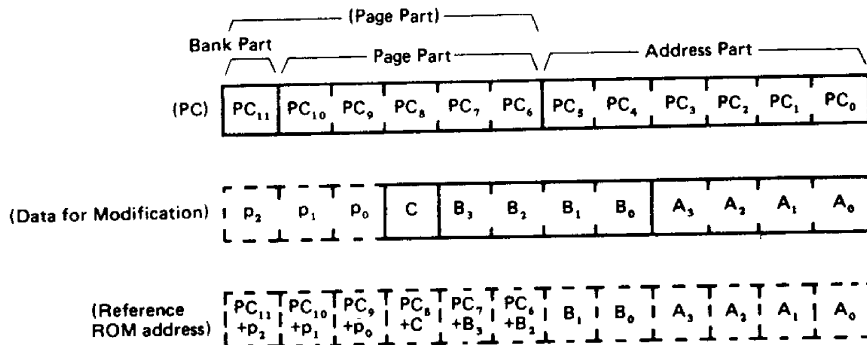 (Page Part)
Bank Part Page Part Address Part
(PC) PC₁₁ PC₁₀ PC₉ PC₈ PC₇ PC₆ PC₅ PC₄ PC₃ PC₂ PC₁ PC₀
(Data for Modification) p₂ p₁ p₀ C B₃ B₂ B₁ B₀ A₃ A₂ A₁ A₀
(Reference PC₁₁ PC₁₀ PC₉ PC₈ PC₇ PC₆ B₁ B₀ A₃ A₂ A₁ A₀
ROM address) +p₂ +p₁ +p₀ +C +B₃ +B₂